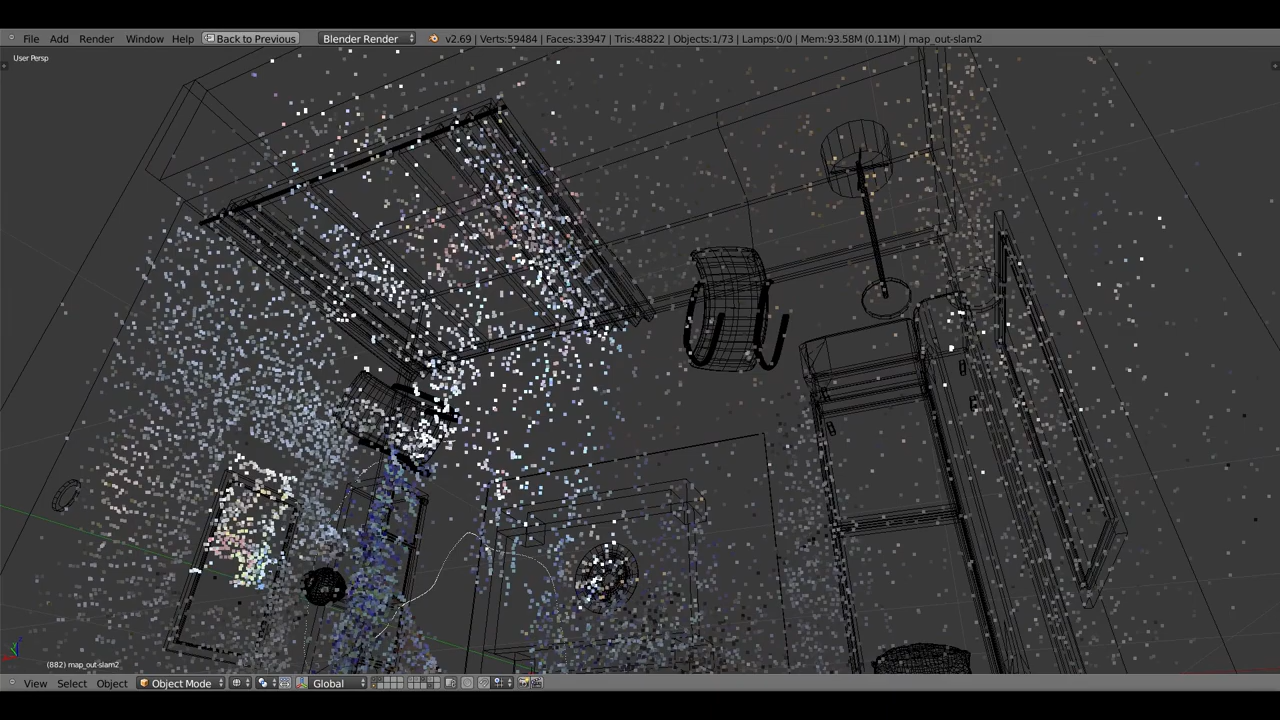 File Add Render Window Help Back to Previous Blender Render v2.69 | Verts:59484 | Faces:33947 | Tris:48822 | Objects:1/73 | Lamps:0/0 | Mem:93.58M (0.11M) | map_out-slam2
User Persp
(882) map_out-slam2
View Select Object Object Mode Global